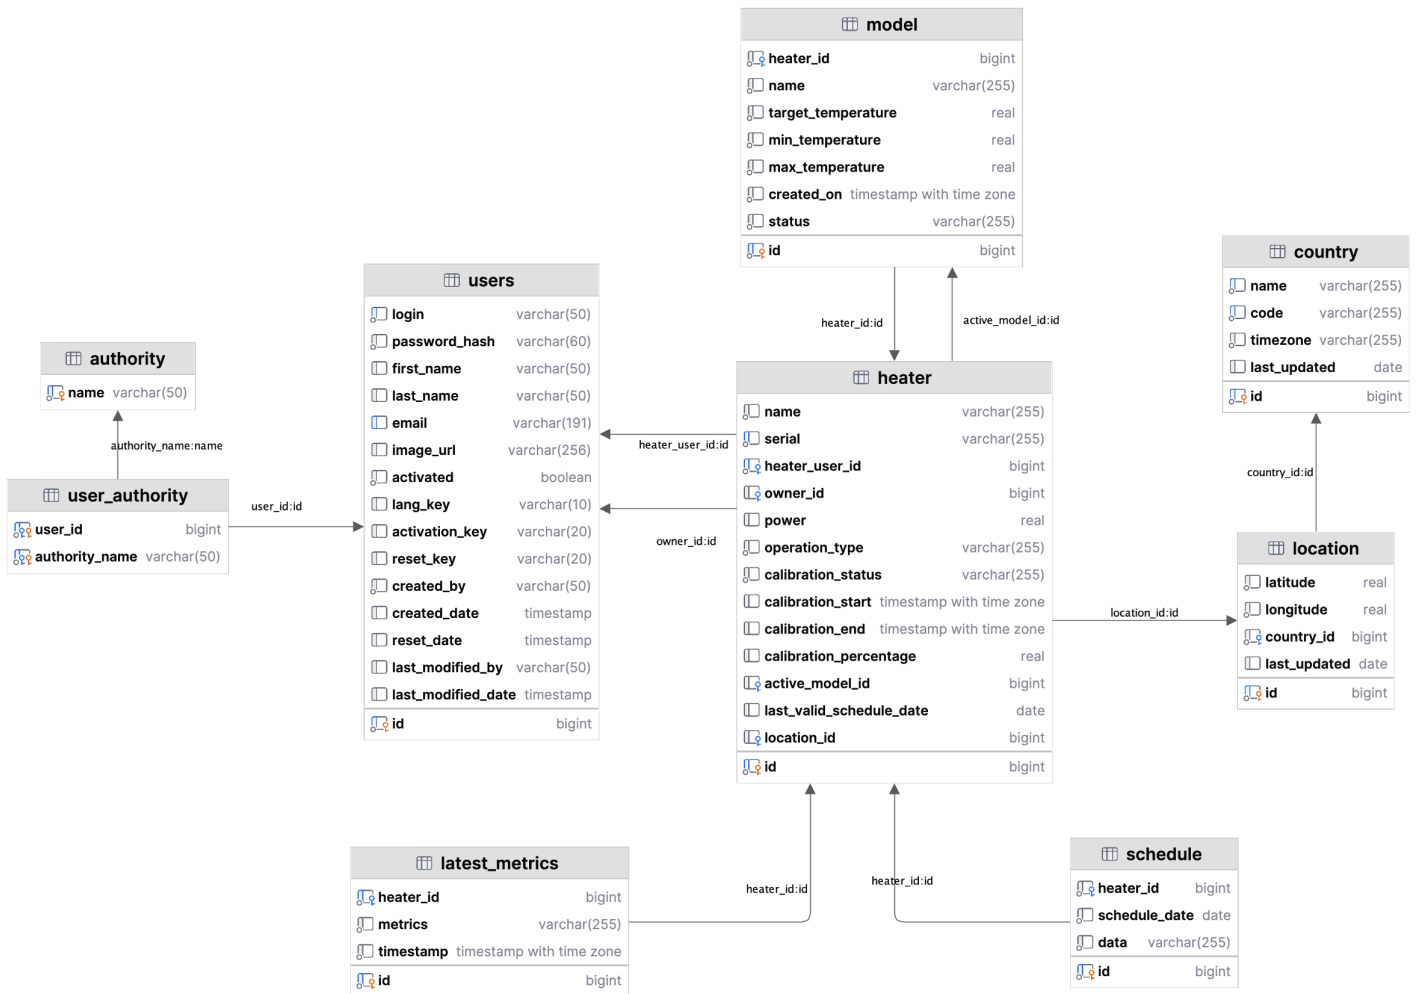 model
heater_id bigint
name varchar(255)
target_temperature real
min_temperature real
max_temperature real
created_on timestamp with time zone
status varchar(255)
id bigint
country
name varchar(255)
code varchar(255)
timezone varchar(255)
last_updated date
id bigint
users
login varchar(50)
password_hash varchar(60)
first_name varchar(50)
last_name varchar(50)
email varchar(191)
image_url varchar(256)
activated boolean
lang_key varchar(10)
activation_key varchar(20)
reset_key varchar(20)
created_by varchar(50)
created_date timestamp
reset_date timestamp
last_modified_by varchar(50)
last_modified_date timestamp
id bigint
heater_id:id
active_model_id:id
authority
name varchar(50)
authority_name:name
user_authority
user_id bigint
authority_name varchar(50)
user_id:id
heater
name varchar(255)
serial varchar(255)
heater_user_id bigint
owner_id bigint
power real
operation_type varchar(255)
calibration_status varchar(255)
calibration_start timestamp with time zone
calibration_end timestamp with time zone
calibration_percentage real
active_model_id bigint
last_valid_schedule_date date
location_id bigint
id bigint
heater_user_id:id
owner_id:id
country_id:id
location
latitude real
longitude real
country_id bigint
last_updated date
id bigint
location_id:id
latest_metrics
heater_id bigint
metrics varchar(255)
timestamp timestamp with time zone
id bigint
heater_id:id
heater_id:id
schedule
heater_id bigint
schedule_date date
data varchar(255)
id bigint